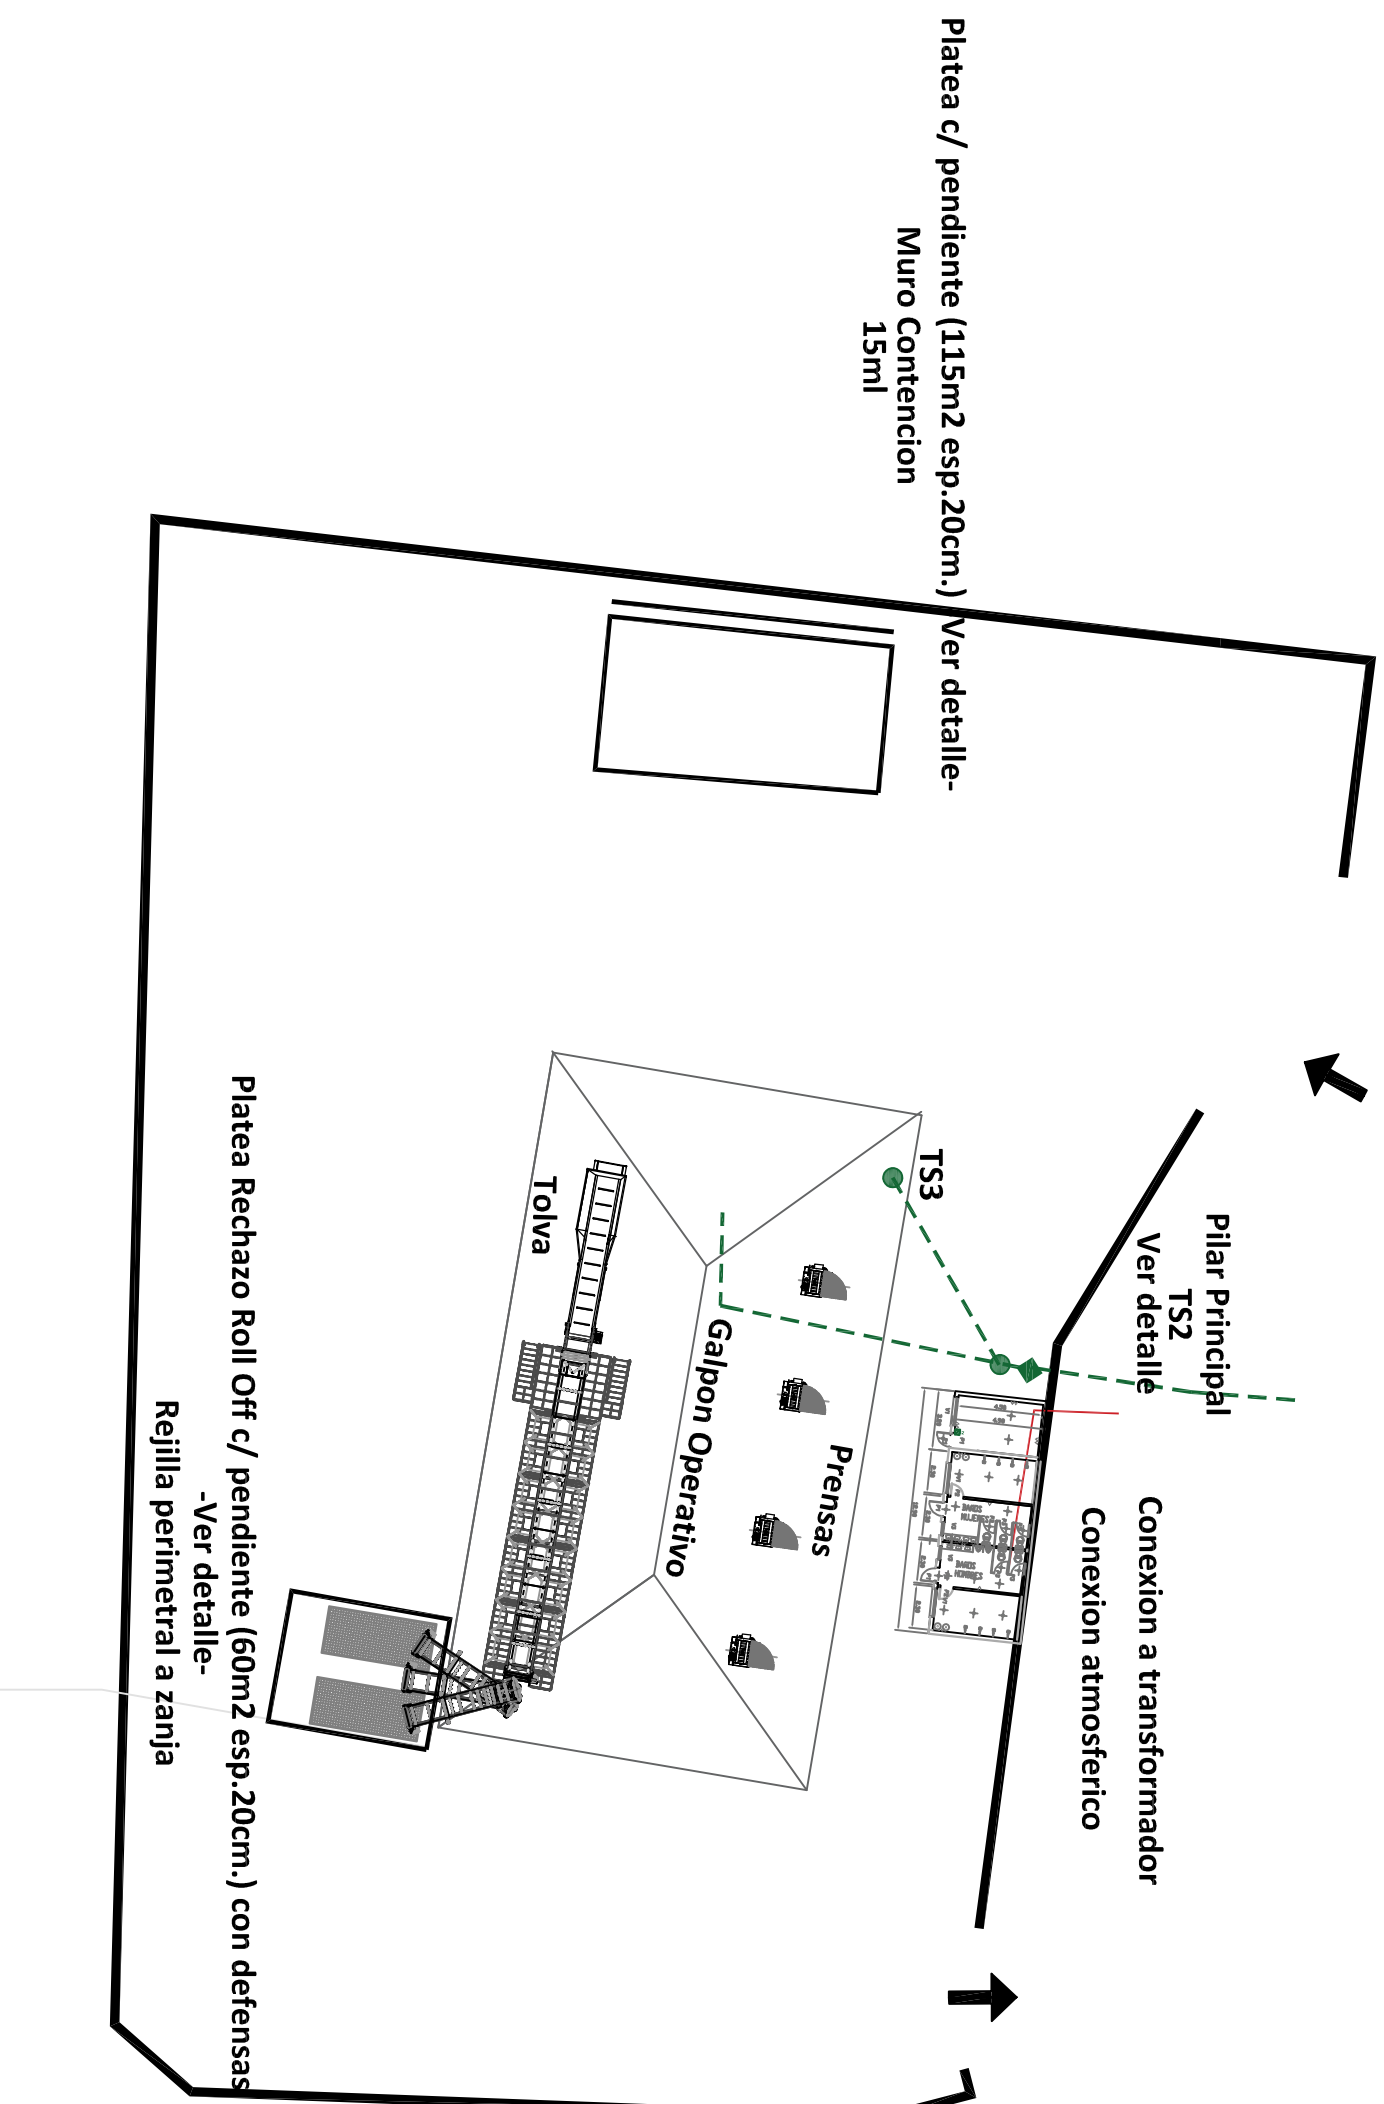 Platea c/ pendiente (115m2 esp.20cm.) Ver detalle-
Muro Contencion
15ml
Pilar Principal
TS2
Ver detalle
TS3
Conexion a transformador
Conexion atmosferico
Prensas
Galpon Operativo
Tolva
Platea Rechazo Roll Off c/ pendiente (60m2 esp.20cm.) con defensas
-Ver detalle-
Rejilla perimetral a zanja